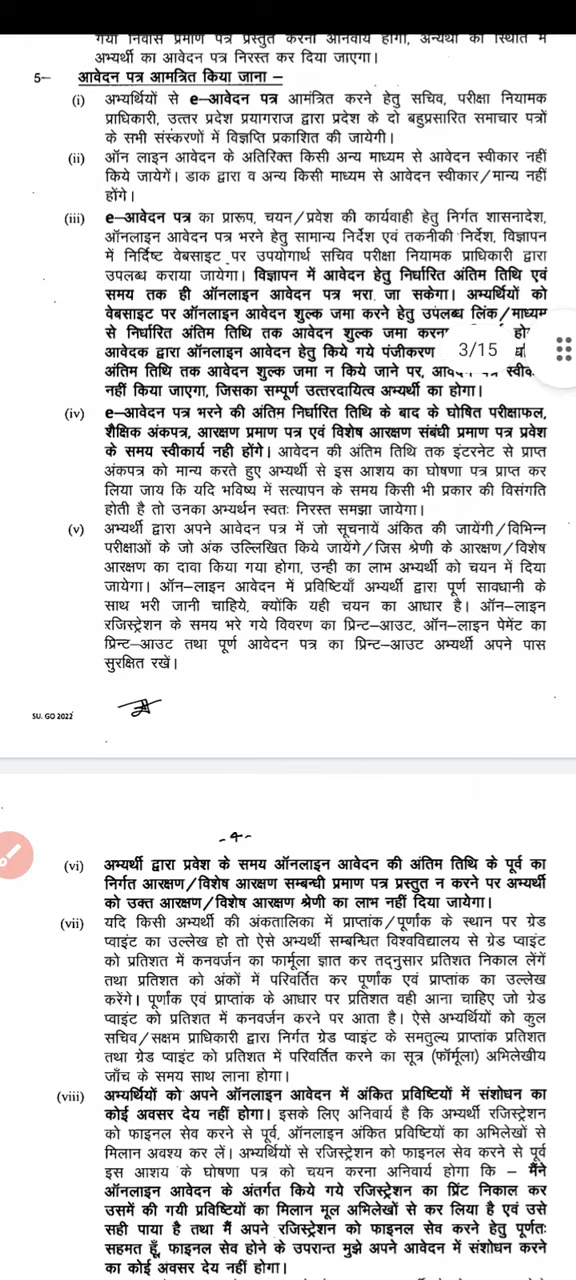 गया निवास प्रमाण पत्र प्रस्तुत करना अनिवार्य होगा, अन्यथा की स्थिति में
अभ्यर्थी का आवेदन पत्र निरस्त कर दिया जाएगा।
5— आवेदन पत्र आमंत्रित किया जाना –
(i) अभ्यर्थियों से e–आवेदन पत्र आमंत्रित करने हेतु सचिव, परीक्षा नियामक
प्राधिकारी, उत्तर प्रदेश प्रयागराज द्वारा प्रदेश के दो बहुप्रसारित समाचार पत्रों
के सभी संस्करणों में विज्ञप्ति प्रकाशित की जायेगी।
(ii) ऑन लाइन आवेदन के अतिरिक्त किसी अन्य माध्यम से आवेदन स्वीकार नहीं
किये जायेगें। डाक द्वारा व अन्य किसी माध्यम से आवेदन स्वीकार/मान्य नहीं
होंगे।
(iii) e–आवेदन पत्र का प्रारूप, चयन/प्रवेश की कार्यवाही हेतु निर्गत शासनादेश,
ऑनलाइन आवेदन पत्र भरने हेतु सामान्य निर्देश एवं तकनीकी निर्देश, विज्ञापन
में निर्दिष्ट वेबसाइट पर उपयोगार्थ सचिव परीक्षा नियामक प्राधिकारी द्वारा
उपलब्ध कराया जायेगा। विज्ञापन में आवेदन हेतु निर्धारित अंतिम तिथि एवं
समय तक ही ऑनलाइन आवेदन पत्र भरा जा सकेगा। अभ्यर्थियों को
वेबसाइट पर ऑनलाइन आवेदन शुल्क जमा करने हेतु उपलब्ध लिंक/माध्यम
से निर्धारित अंतिम तिथि तक आवेदन शुल्क जमा करना
आवेदक द्वारा ऑनलाइन आवेदन हेतु किये गये पंजीकरण 3/15
अंतिम तिथि तक आवेदन शुल्क जमा न किये जाने पर,
नहीं किया जाएगा, जिसका सम्पूर्ण उत्तरदायित्व अभ्यर्थी का होगा।
(iv) e–आवेदन पत्र भरने की अंतिम निर्धारित तिथि के बाद के घोषित परीक्षाफल,
शैक्षिक अंकपत्र, आरक्षण प्रमाण पत्र एवं विशेष आरक्षण संबंधी प्रमाण पत्र प्रवेश
के समय स्वीकार्य नही होंगे। आवेदन की अंतिम तिथि तक इंटरनेट से प्राप्त
अंकपत्र को मान्य करते हुए अभ्यर्थी से इस आशय का घोषणा पत्र प्राप्त कर
लिया जाय कि यदि भविष्य में सत्यापन के समय किसी भी प्रकार की विसंगति
होती है तो उनका अभ्यर्थन स्वतः निरस्त समझा जायेगा।
(v) अभ्यर्थी द्वारा अपने आवेदन पत्र में जो सूचनायें अंकित की जायेंगी/विभिन्न
परीक्षाओं के जो अंक उल्लिखित किये जायेंगे/जिस श्रेणी के आरक्षण/विशेष
आरक्षण का दावा किया गया होगा, उन्ही का लाभ अभ्यर्थी को चयन में दिया
जायेगा। ऑन–लाइन आवेदन में प्रविष्टियाँ अभ्यर्थी द्वारा पूर्ण सावधानी के
साथ भरी जानी चाहिये, क्योंकि यही चयन का आधार है। ऑन–लाइन
रजिस्ट्रेशन के समय भरे गये विवरण का प्रिन्ट–आउट, ऑन–लाइन पेमेंट का
प्रिन्ट–आउट तथा पूर्ण आवेदन पत्र का प्रिन्ट–आउट अभ्यर्थी अपने पास
सुरक्षित रखें।
SU. GO 2022
-4-
(vi) अभ्यर्थी द्वारा प्रवेश के समय ऑनलाइन आवेदन की अंतिम तिथि के पूर्व का
निर्गत आरक्षण/विशेष आरक्षण सम्बन्धी प्रमाण पत्र प्रस्तुत न करने पर अभ्यर्थी
को उक्त आरक्षण/विशेष आरक्षण श्रेणी का लाभ नहीं दिया जायेगा।
(vii) यदि किसी अभ्यर्थी की अंकतालिका में प्राप्तांक/पूर्णांक के स्थान पर ग्रेड
प्वाइंट का उल्लेख हो तो ऐसे अभ्यर्थी सम्बन्धित विश्वविद्यालय से ग्रेड प्वाइंट
को प्रतिशत में कनवर्जन का फार्मूला ज्ञात कर तद्नुसार प्रतिशत निकाल लेंगें
तथा प्रतिशत को अंकों में परिवर्तित कर पूर्णांक एवं प्राप्तांक का उल्लेख
करेंगे। पूर्णांक एवं प्राप्तांक के आधार पर प्रतिशत वही आना चाहिए जो ग्रेड
प्वाइंट को प्रतिशत में कनवर्जन करने पर आता है। ऐसे अभ्यर्थियों को कुल
सचिव/सक्षम प्राधिकारी द्वारा निर्गत ग्रेड प्वाइंट के समतुल्य प्राप्तांक प्रतिशत
तथा ग्रेड प्वाइंट को प्रतिशत में परिवर्तित करने का सूत्र (फॉर्मूला) अभिलेखीय
जाँच के समय साथ लाना होगा।
(viii) अभ्यर्थियों को अपने ऑनलाइन आवेदन में अंकित प्रविष्टियों में संशोधन का
कोई अवसर देय नहीं होगा। इसके लिए अनिवार्य है कि अभ्यर्थी रजिस्ट्रेशन
को फाइनल सेव करने से पूर्व, ऑनलाइन अंकित प्रविष्टियों का अभिलेखों से
मिलान अवश्य कर लें। अभ्यर्थियों से रजिस्ट्रेशन को फाइनल सेव करने से पूर्व
इस आशय के घोषणा पत्र को चयन करना अनिवार्य होगा कि – मैंने
ऑनलाइन आवेदन के अंतर्गत किये गये रजिस्ट्रेशन का प्रिंट निकाल कर
उसमें की गयी प्रविष्टियों का मिलान मूल अभिलेखों से कर लिया है एवं उसे
सही पाया है तथा मैं अपने रजिस्ट्रेशन को फाइनल सेव करने हेतु पूर्णतः
सहमत हूँ, फाइनल सेव होने के उपरान्त मुझे अपने आवेदन में संशोधन करने
का कोई अवसर देय नहीं होगा।